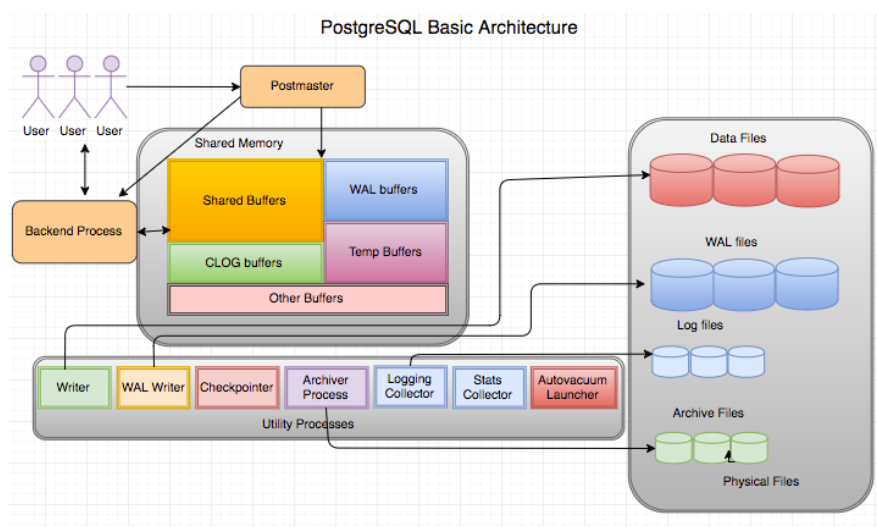 PostgreSQL Basic Architecture
Postmaster
User User User
Shared Memory
Data Files
Shared Buffers
WAL buffers
Backend Process
WAL files
Temp Buffers
CLOG buffers
Other Buffers
Log files
Writer
WAL Writer
Checkpointer
Archiver
Process
Logging
Collector
Stats
Collector
Autovacuum
Launcher
Archive Files
Utility Processes
Physical Files